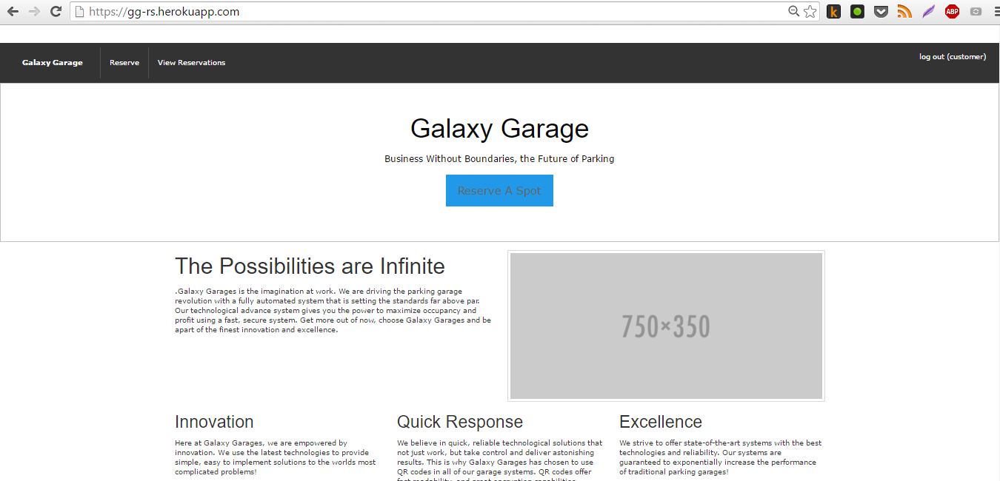 https://gg-rs.herokuapp.com
k
ABP
Galaxy Garage
Reserve
View Reservations
log out (customer)
Galaxy Garage
Business Without Boundaries, the Future of Parking
Reserve A Spot
The Possibilities are Infinite
.Galaxy Garages is the imagination at work. We are driving the parking garage
revolution with a fully automated system that is setting the standards far above par.
Our technological advance system gives you the power to maximize occupancy and
profit using a fast, secure system. Get more out of now, choose Galaxy Garages and be
apart of the finest innovation and excellence.
750×350
Innovation
Here at Galaxy Garages, we are empowered by
innovation. We use the latest technologies to provide
simple, easy to implement solutions to the worlds most
complicated problems!
Quick Response
We believe in quick, reliable technological solutions that
not just work, but take control and deliver astonishing
results. This is why Galaxy Garages has chosen to use
QR codes in all of our garage systems. QR codes offer
fast readability, and great encryption capabilities
Excellence
We strive to offer state-of-the-art systems with the best
technologies and reliability. Our systems are
guaranteed to exponentially increase the performance
of traditional parking garages!